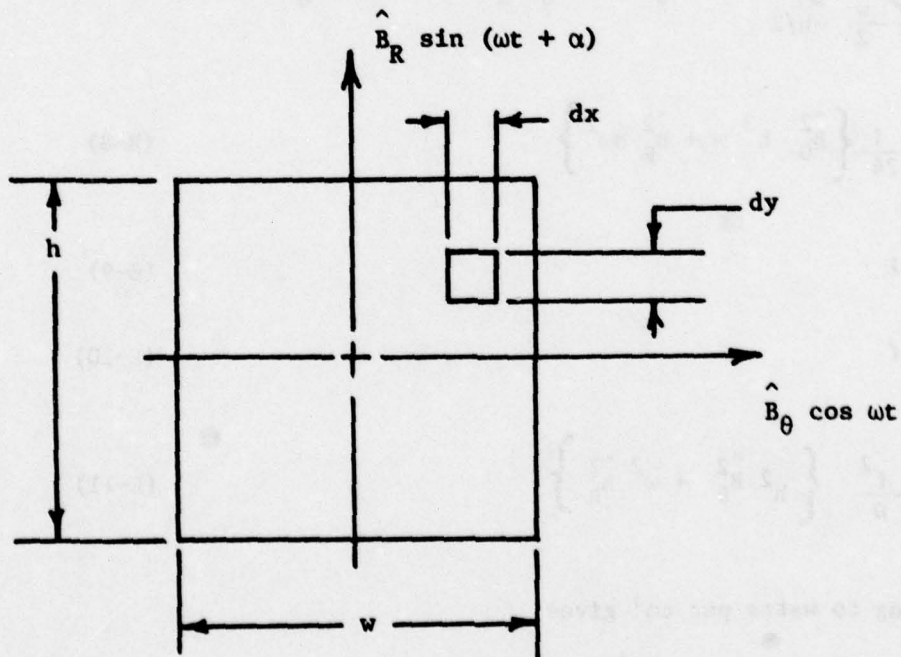 B̂_R sin (ωt + α)
dx
dy
h
B̂_θ cos ωt
w